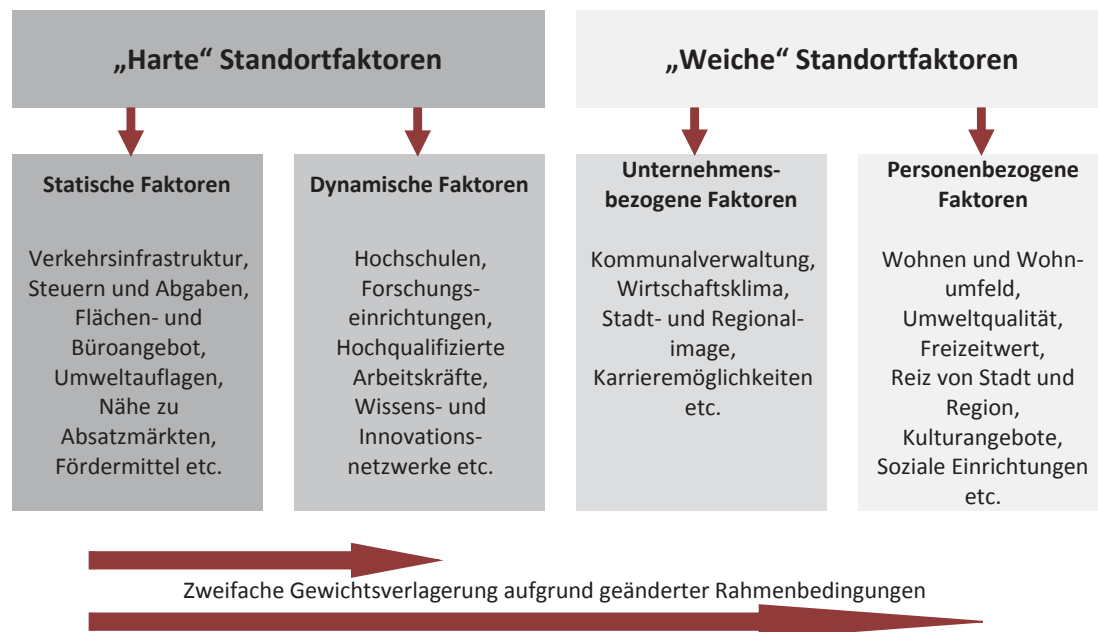 „Harte“ Standortfaktoren
„Weiche“ Standortfaktoren
Statische Faktoren
Verkehrsinfrastruktur,
Steuern und Abgaben,
Flächen- und
Büroangebot,
Umweltauflagen,
Nähe zu
Absatzmärkten,
Fördermittel etc.
Dynamische Faktoren
Hochschulen,
Forschungs-
einrichtungen,
Hochqualifizierte
Arbeitskräfte,
Wissens- und
Innovations-
netzwerke etc.
Unternehmens-
bezogene Faktoren
Kommunalverwaltung,
Wirtschaftsklima,
Stadt- und Regional-
image,
Karrieremöglichkeiten
etc.
Personenbezogene
Faktoren
Wohnen und Wohn-
umfeld,
Umweltqualität,
Freizeitwert,
Reiz von Stadt und
Region,
Kulturangebote,
Soziale Einrichtungen
etc.
Zweifache Gewichtsverlagerung aufgrund geänderter Rahmenbedingungen